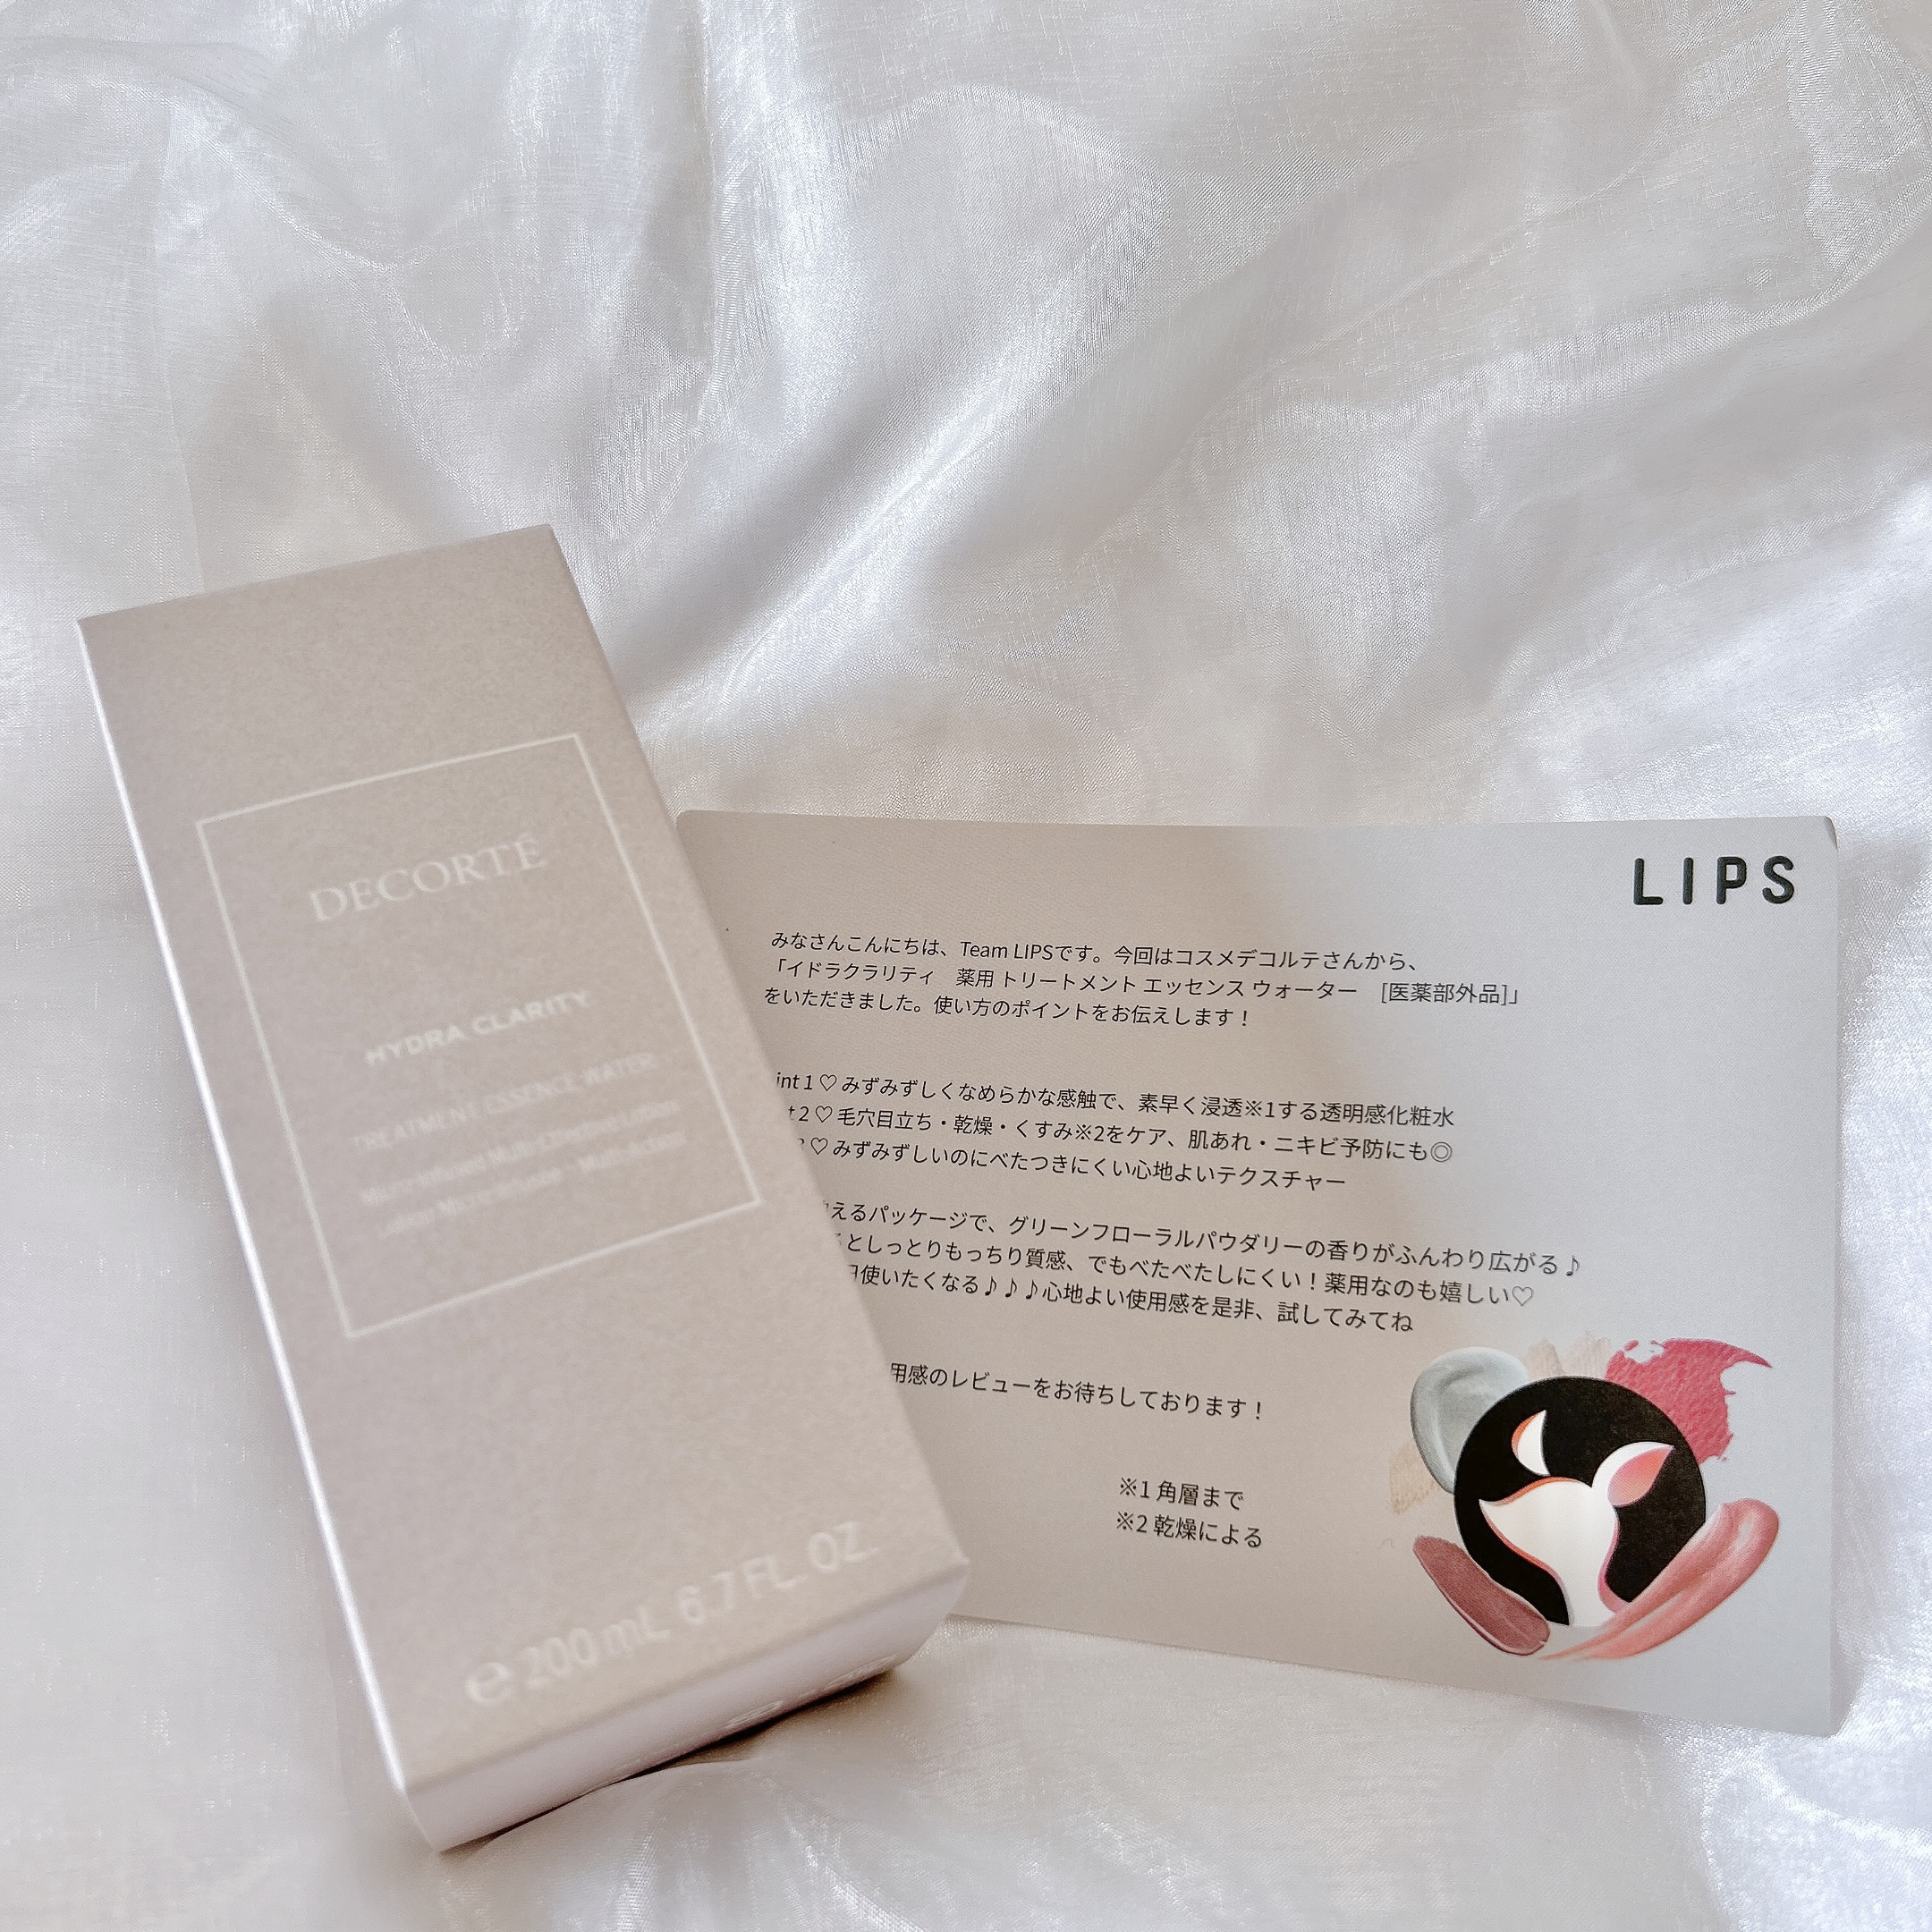 DECORTÉ
HYDRA CLARITY
TREATMENT ESSENCE WATER
Micro-Infused Multi-Effective Lotion
Lotion
e 200 mL 6.7 FL. OZ.
LIPS
みなさんこんにちは、Team LIPSです。今回はコスメデコルテさんから、
「イドラクラリティ　薬用 トリートメント エッセンス ウォーター　[医薬部外品]」
をいただきました。使い方のポイントをお伝えします！
int 1 ♡ みずみずしくなめらかな感触で、素早く浸透※1する透明感化粧水
t 2 ♡ 毛穴目立ち・乾燥・くすみ※2をケア、肌あれ・ニキビ予防にも◎
♡ みずみずしいのにべたつきにくい心地よいテクスチャー
えるパッケージで、グリーンフローラルパウダリーの香りがふんわり広がる♪
としっとりもっちり質感、でもべたべたしにくい！薬用なのも嬉しい♡
使いたくなる♪♪♪心地よい使用感を是非、試してみてね
用感のレビューをお待ちしております！
※1 角層まで
※2 乾燥による